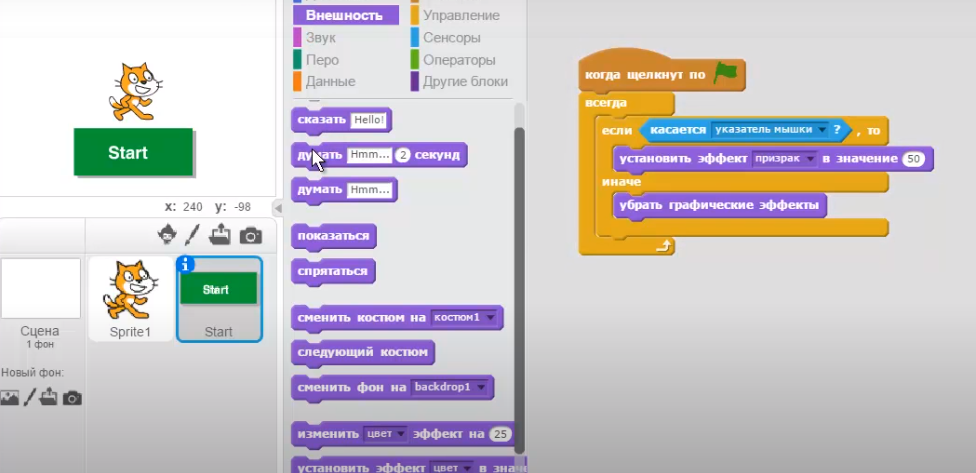 Внешность
Управление
Звук
Сенсоры
Перо
Операторы
Данные
Другие блоки
сказать Hello!
думать Hmm... 2 секунд
думать Hmm...
показаться
спрятаться
сменить костюм на костюм1
следующий костюм
сменить фон на backdrop1
изменить цвет эффект на 25
установить эффект цвет в знач
Start
x: 240 y: -98
Start
Сцена
1 фон
Sprite1
Start
Новый фон:
когда щелкнут по
всегда
если касается указатель мышки ? , то
установить эффект призрак в значение 50
иначе
убрать графические эффекты